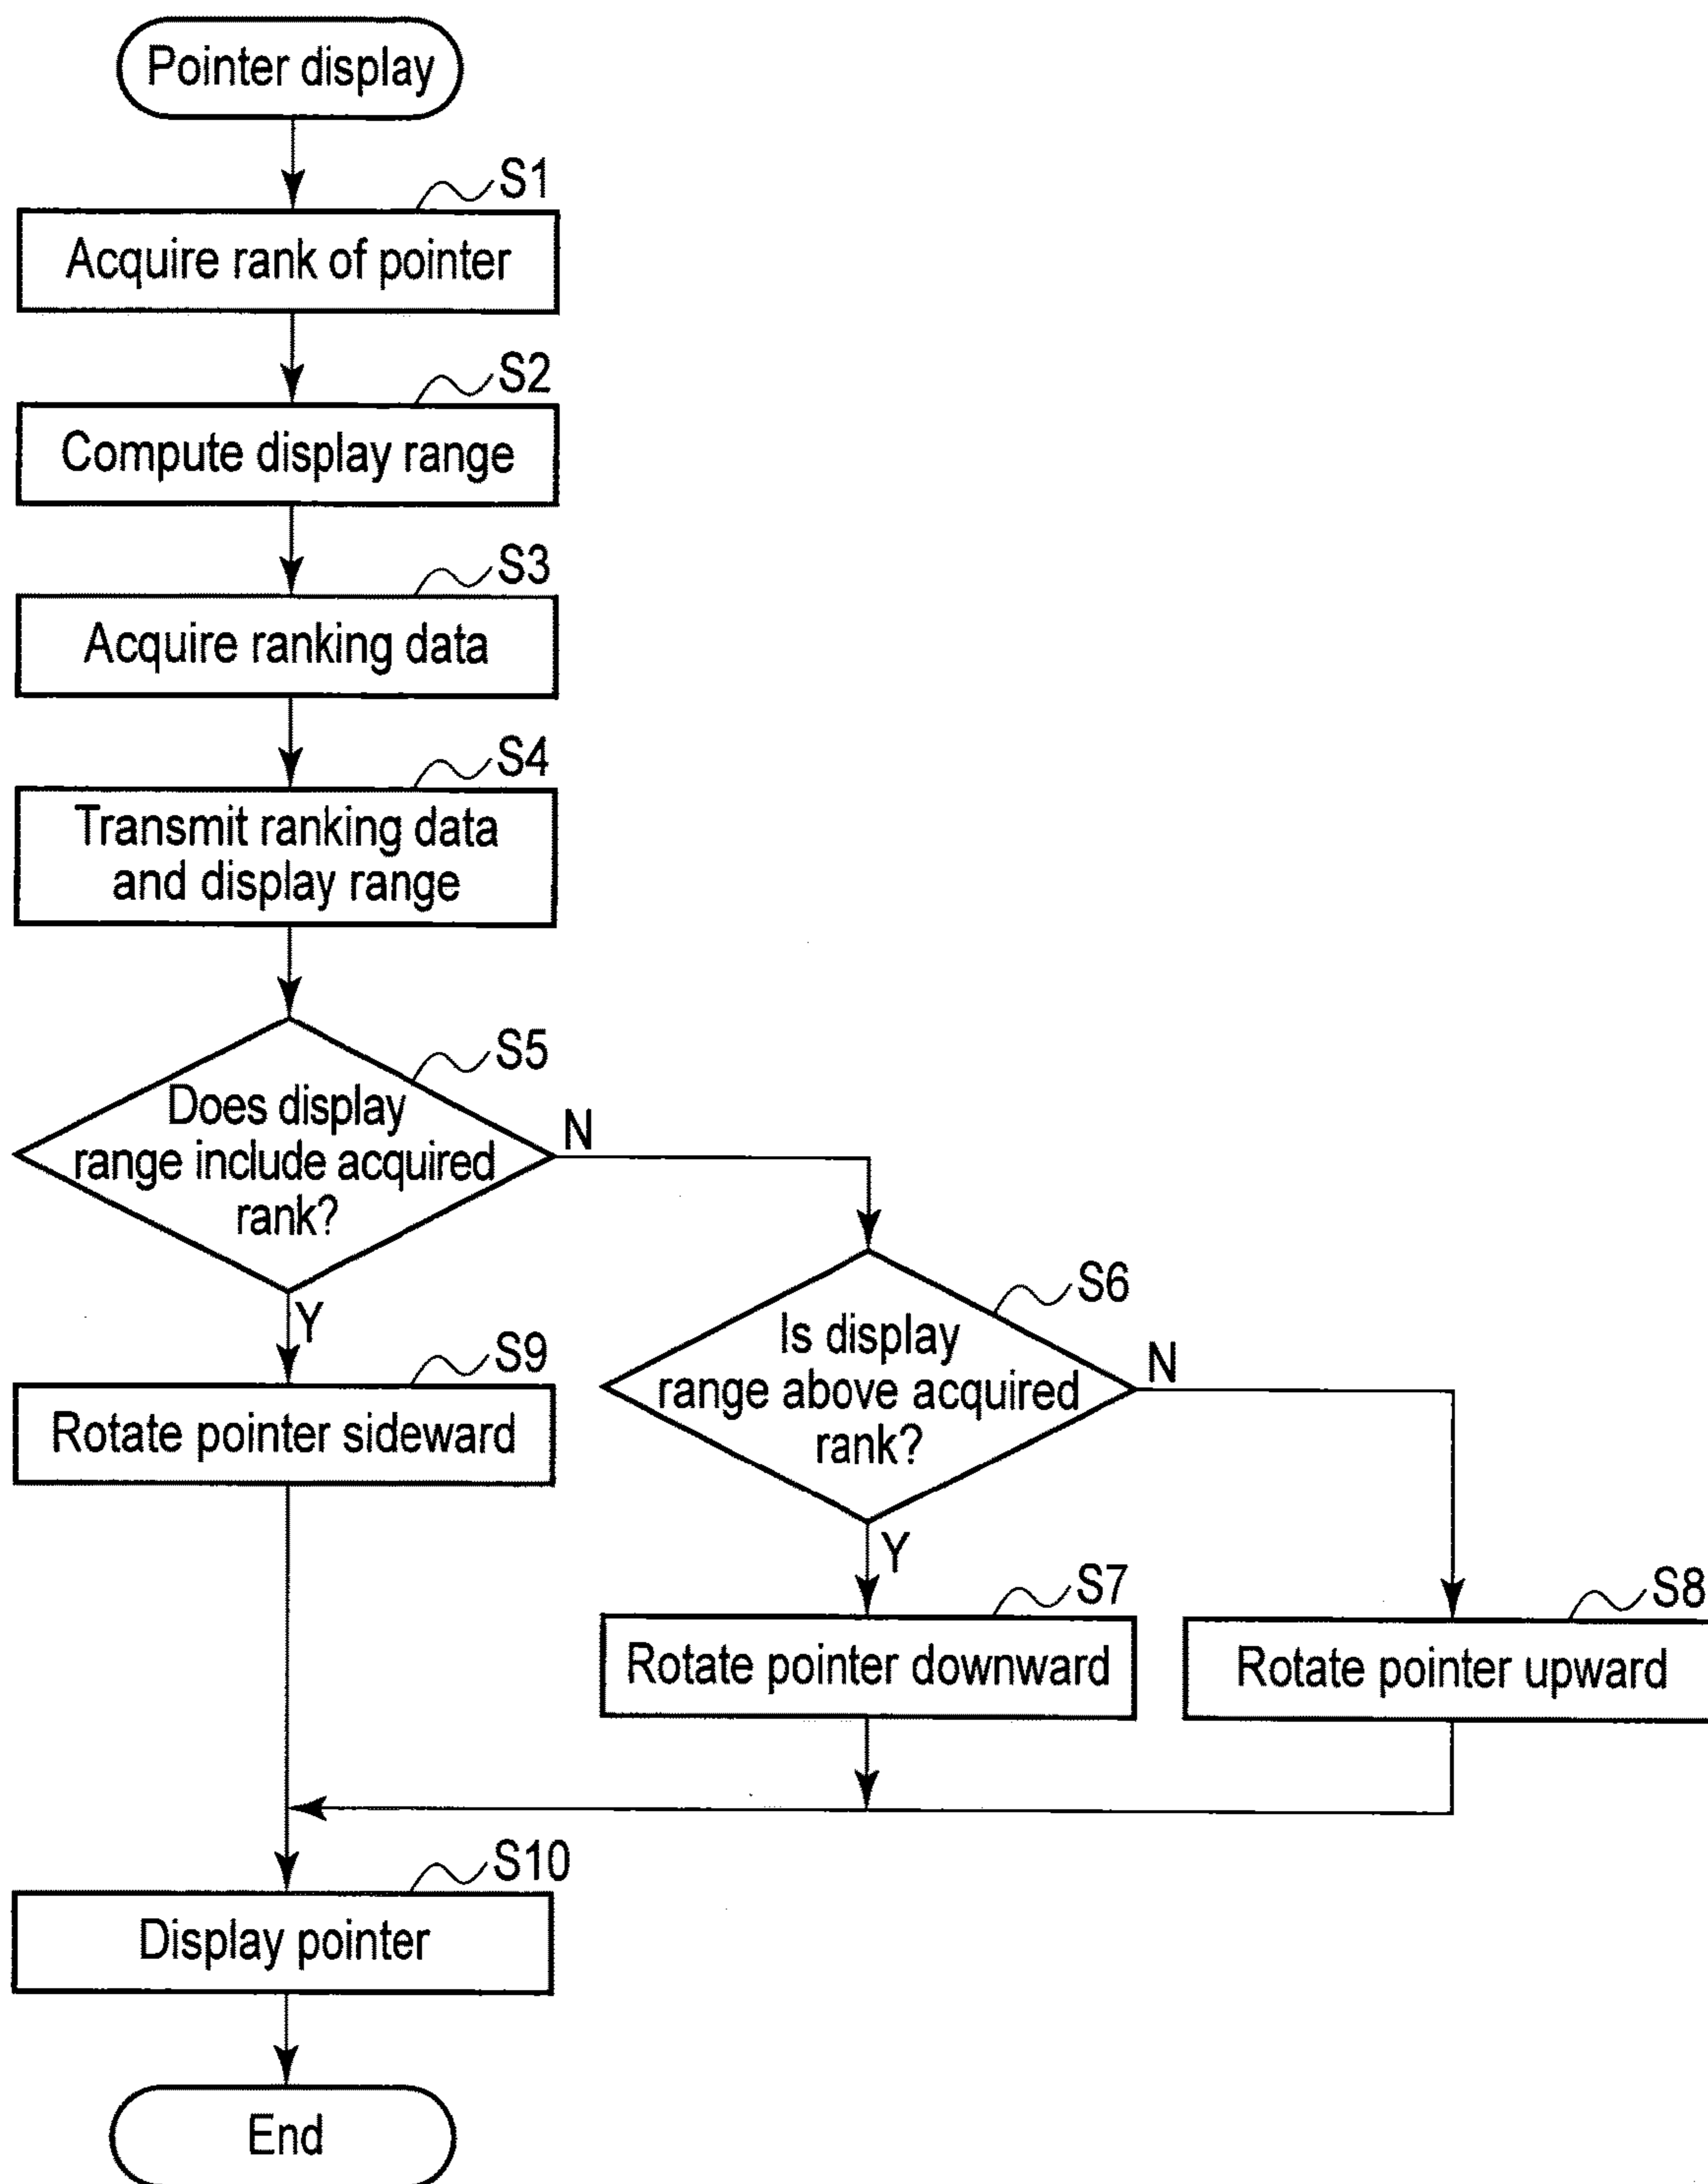 Pointer display
S1
Acquire rank of pointer
S2
Compute display range
S3
Acquire ranking data
S4
Transmit ranking data
and display range
S5
Does display
range include acquired
rank?
N
Y
S6
Is display
range above acquired
rank?
N
Y
S9
Rotate pointer sideward
S7
Rotate pointer downward
S8
Rotate pointer upward
S10
Display pointer
End